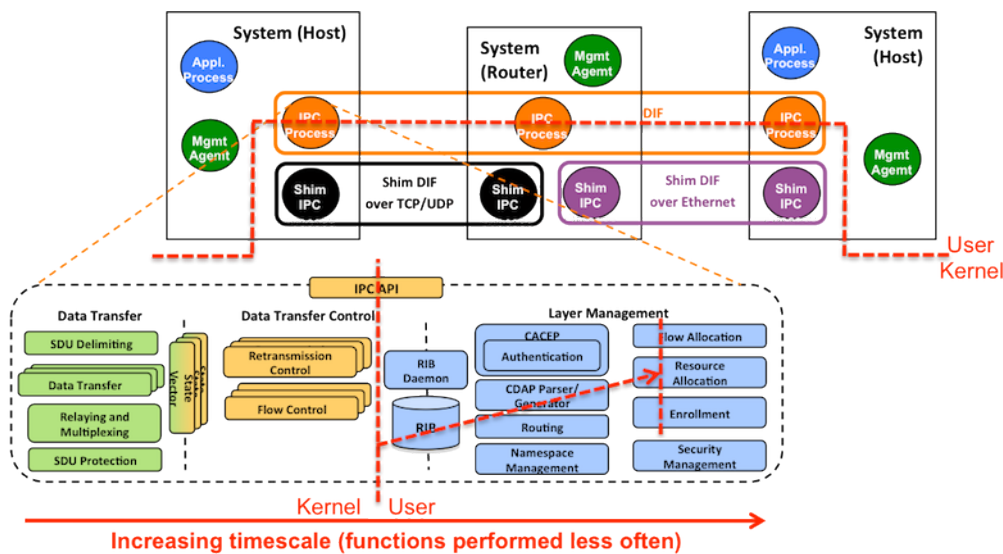 System (Host)
System
(Router)
System
(Host)
Appl.
Process
Mgmt
Agemt
Appl.
Process
IPC
Process
IPC
Process
DIF
IPC
Process
Mgmt
Agemt
Mgmt
Agemt
Shim
IPC
Shim DIF
over TCP/UDP
Shim
IPC
Shim
IPC
Shim DIF
over Ethernet
Shim
IPC
User
Kernel
IPC API
Data Transfer
Data Transfer Control
Layer Management
SDU Delimiting
Data Transfer
Relaying and
Multiplexing
SDU Protection
State
Vector
Retransmission
Control
Flow Control
RIB
Daemon
RIB
CACEP
Authentication
CDAP Parser/
Generator
Routing
Namespace
Management
Flow Allocation
Resource
Allocation
Enrollment
Security
Management
Kernel
User
Increasing timescale (functions performed less often)